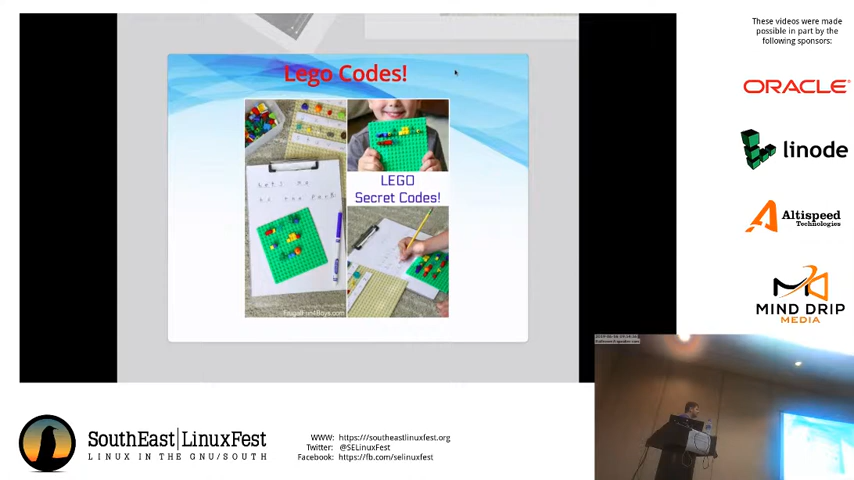 These videos were made
possible in part by the
following sponsors:
ORACLE
linode
Altispeed
Technologies
MIND DRIP
MEDIA
Lego Codes!
LEGO
Secret Codes!
FrugalFun4Boys.com
SouthEast|LinuxFest
LINUX IN THE GNU/SOUTH
WWW: https:///southeastlinuxfest.org
Twitter: @SELinuxFest
Facebook: https://fb.com/selinuxfest